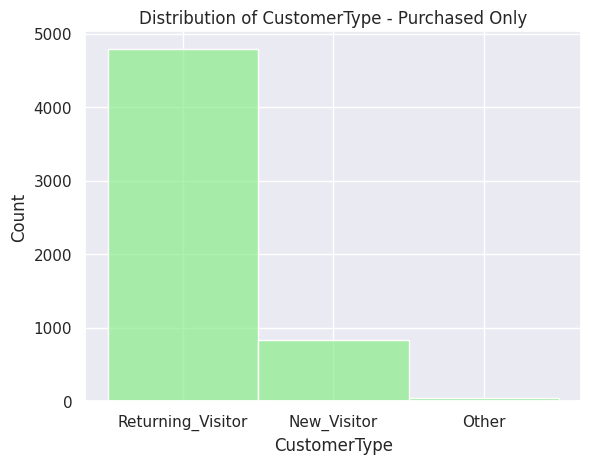 Distribution of CustomerType - Purchased Only
5000
4000
3000
2000
1000
0
Count
Returning_Visitor New_Visitor Other
CustomerType